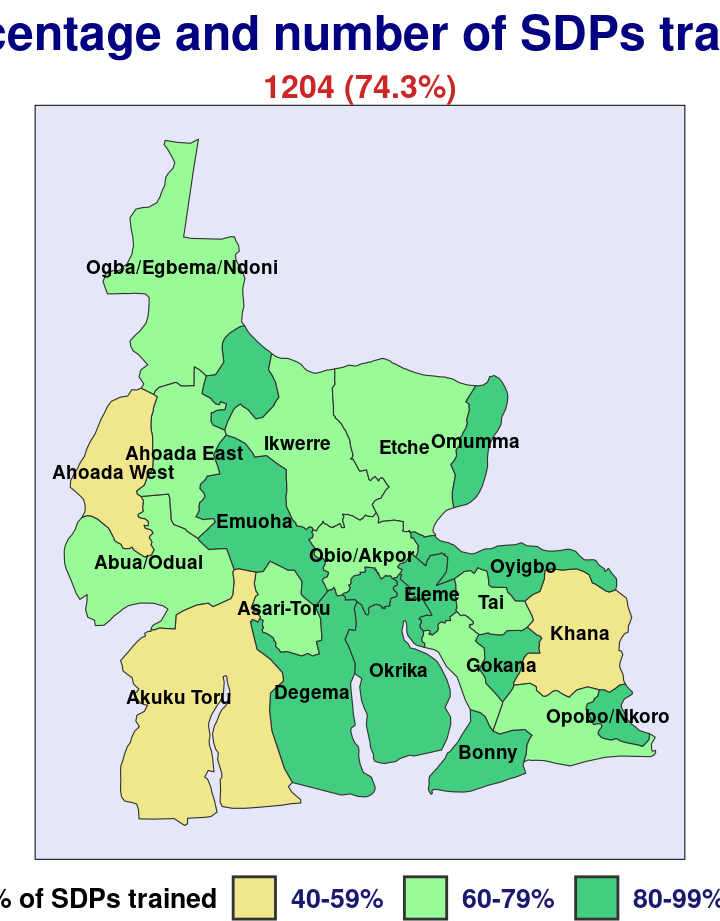 centage and number of SDPs tra
1204 (74.3%)
Ogba/Egbema/Ndoni
Ikwerre
Etche
Omumma
Ahoada East
Ahoada West
Emuoha
Abua/Odual
Obio/Akpor
Oyigbo
Eleme
Tai
Asari-Toru
Khana
Gokana
Okrika
Degema
Akuku Toru
Opobo/Nkoro
Bonny
% of SDPs trained 40-59% 60-79% 80-99%